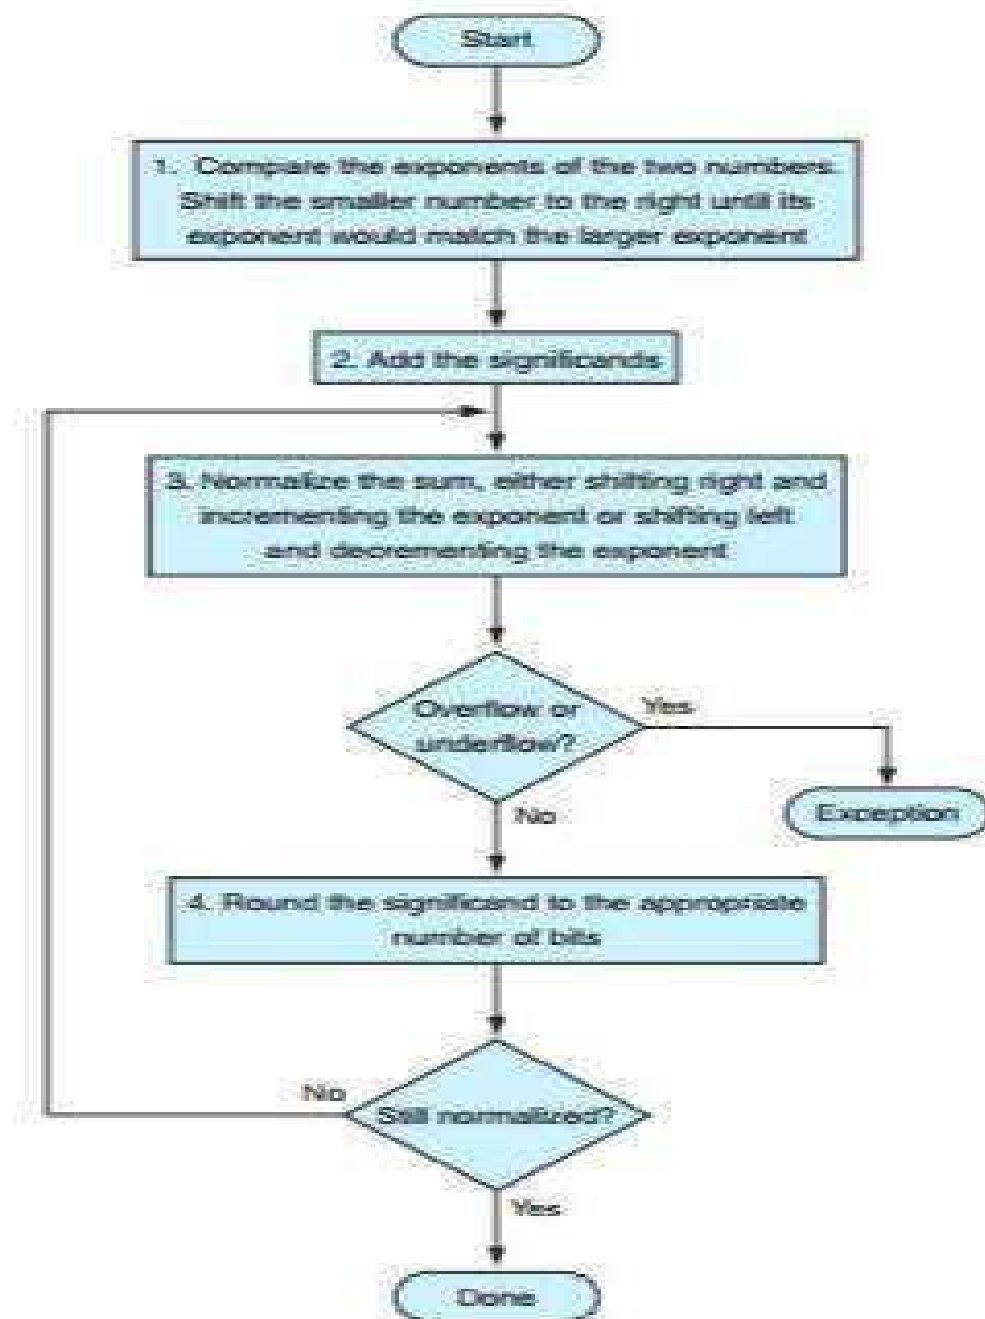 Start
1. Compare the exponents of the two numbers.
Shift the smaller number to the right until its
exponent would match the larger exponent
2. Add the significands
3. Normalize the sum, either shifting right and
incrementing the exponent or shifting left
and decrementing the exponent
Overflow or
underflow?
Yes
Exception
No
4. Round the significand to the appropriate
number of bits
No
Still normalized?
Yes
Done